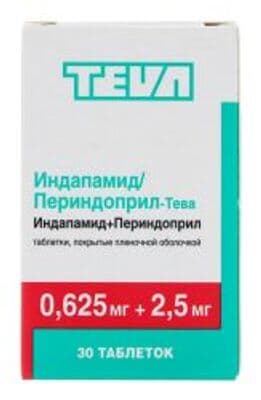 TEVA
Индапамид/
Периндоприл-Тева
Индапамид+Периндоприл
таблетки, покрытые пленочной оболочкой
0,625 мг + 2,5 мг
30 ТАБЛЕТОК